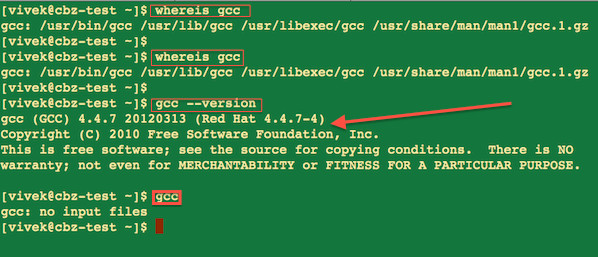 [vivek@cbz-test ~]$ whereis gcc
gcc: /usr/bin/gcc /usr/lib/gcc /usr/libexec/gcc /usr/share/man/man1/gcc.1.gz
[vivek@cbz-test ~]$
[vivek@cbz-test ~]$ whereis gcc
gcc: /usr/bin/gcc /usr/lib/gcc /usr/libexec/gcc /usr/share/man/man1/gcc.1.gz
[vivek@cbz-test ~]$
[vivek@cbz-test ~]$ gcc --version
gcc (GCC) 4.4.7 20120313 (Red Hat 4.4.7-4)
Copyright (C) 2010 Free Software Foundation, Inc.
This is free software; see the source for copying conditions.  There is NO
warranty; not even for MERCHANTABILITY or FITNESS FOR A PARTICULAR PURPOSE.
[vivek@cbz-test ~]$ gcc
gcc: no input files
[vivek@cbz-test ~]$